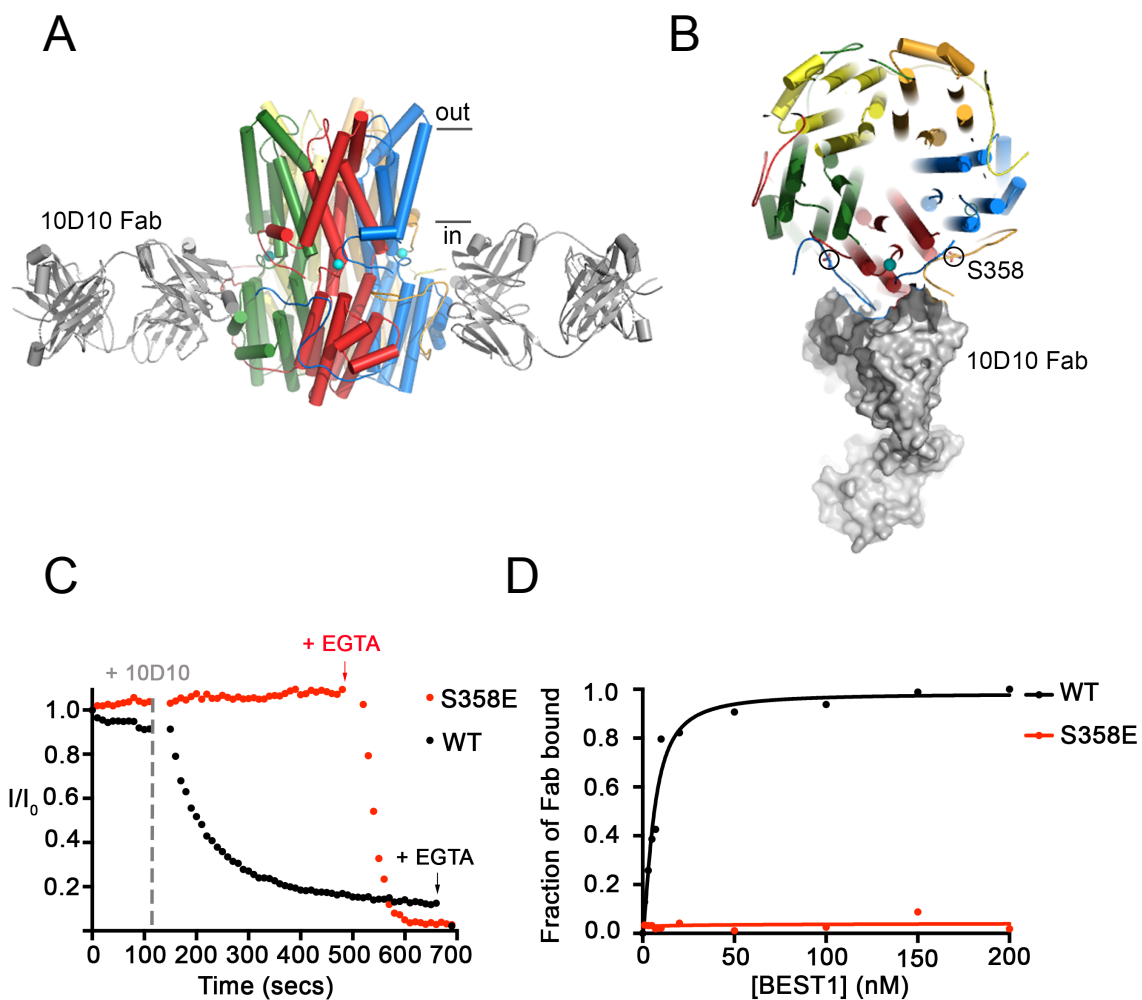 A
out
10D10 Fab
in
B
S358
10D10 Fab
C
+ EGTA
+ 10D10
S358E
WT
+ EGTA
I/I0
1.0
0.8
0.6
0.4
0.2
0 100 200 300 400 500 600 700
Time (secs)
D
WT
S358E
Fraction of Fab bound
1.0
0.8
0.6
0.4
0.2
0.0
0 50 100 150 200
[BEST1] (nM)